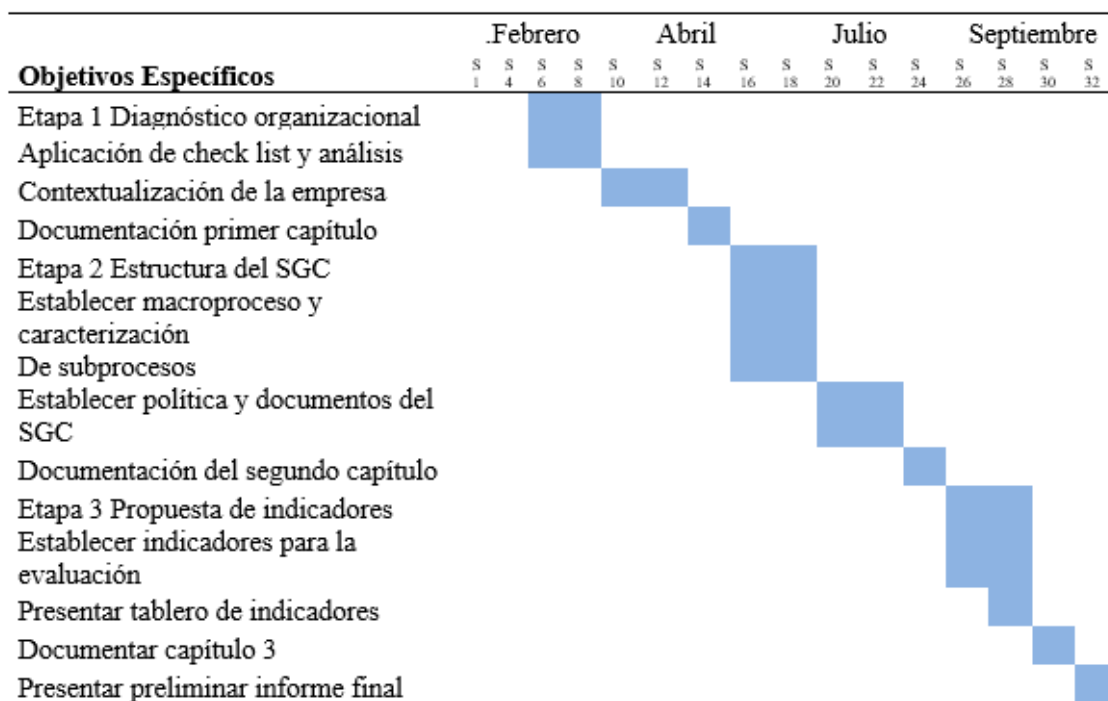 .Febrero Abril Julio Septiembre
Objetivos Específicos S 1 S 4 S 6 S 8 S 10 S 12 S 14 S 16 S 18 S 20 S 22 S 24 S 26 S 28 S 30 S 32
Etapa 1 Diagnóstico organizacional
Aplicación de check list y análisis
Contextualización de la empresa
Documentación primer capítulo
Etapa 2 Estructura del SGC
Establecer macroproceso y
caracterización
De subprocesos
Establecer política y documentos del
SGC
Documentación del segundo capítulo
Etapa 3 Propuesta de indicadores
Establecer indicadores para la
evaluación
Presentar tablero de indicadores
Documentar capítulo 3
Presentar preliminar informe final